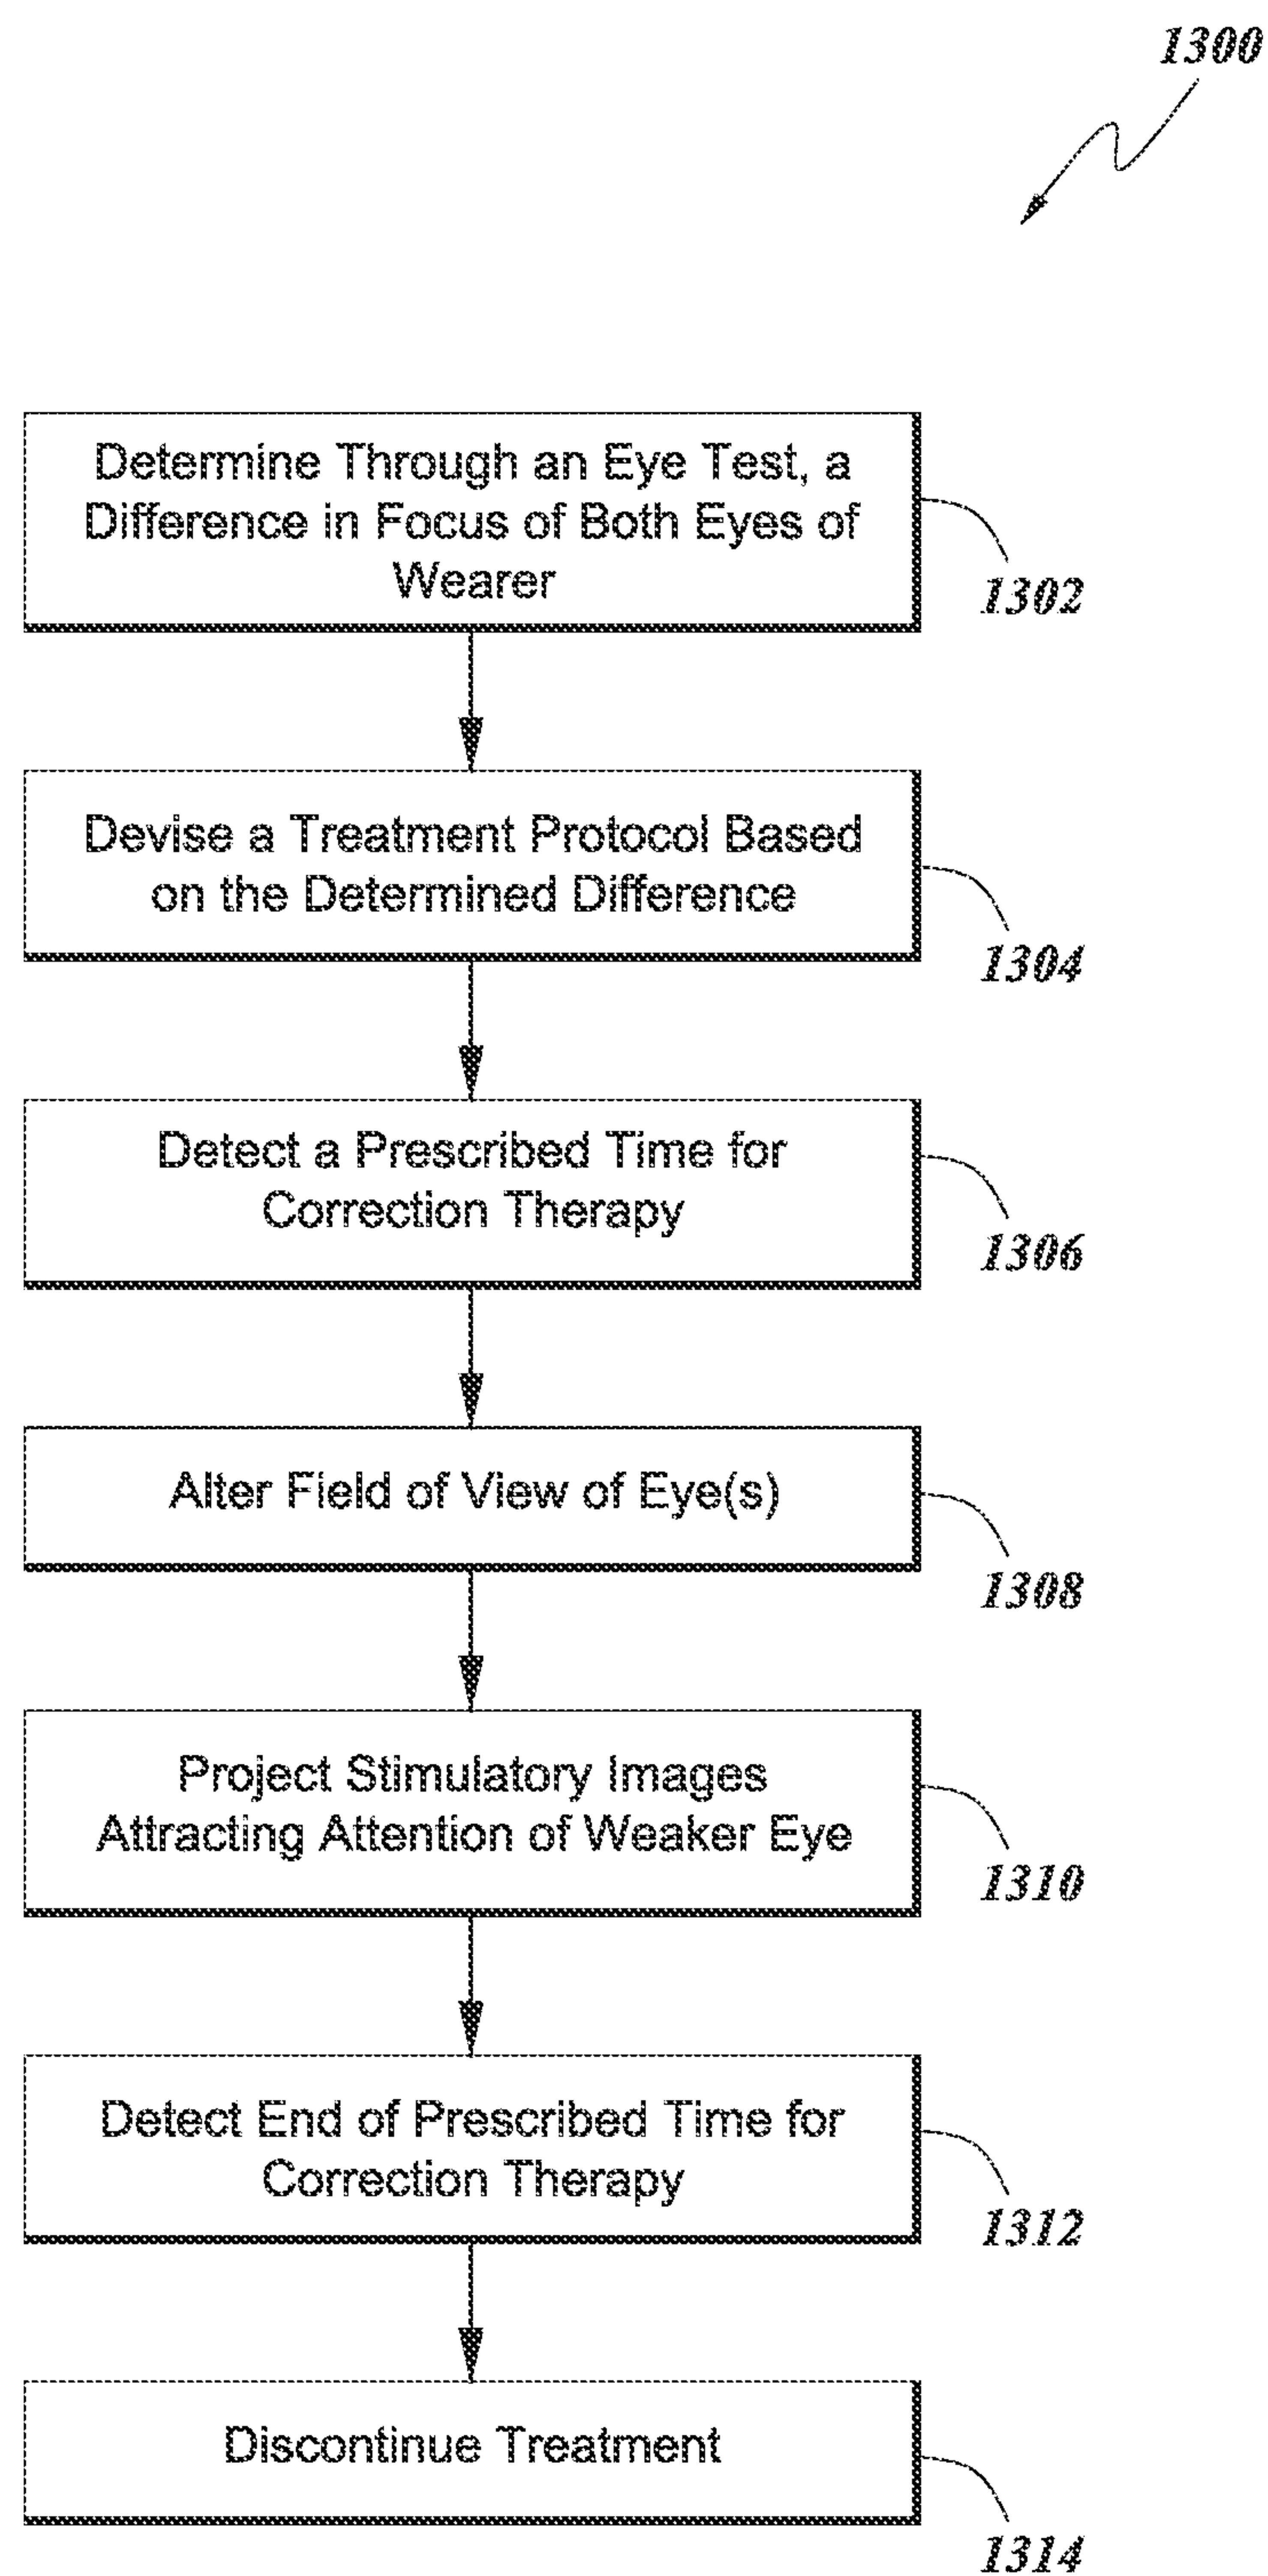 1300
Determine Through an Eye Test, a
Difference in Focus of Both Eyes of
Wearer
1302
Devise a Treatment Protocol Based
on the Determined Difference
1304
Detect a Prescribed Time for
Correction Therapy
1306
Alter Field of View of Eye(s)
1308
Project Stimulatory Images
Attracting Attention of Weaker Eye
1310
Detect End of Prescribed Time for
Correction Therapy
1312
Discontinue Treatment
1314